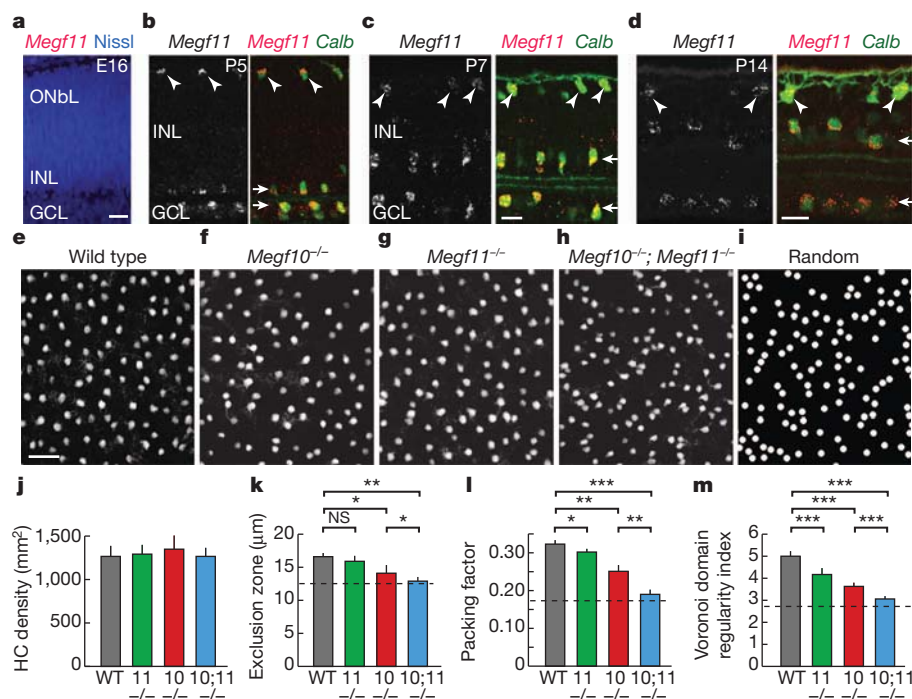 a b c d
Megf11 Nissl Megf11 Megf11 Calb Megf11 Megf11 Calb Megf11 Megf11 Calb
E16 P5 P7 P14
ONbL
INL INL INL
INL
GCL GCL GCL GCL
e f g h i
Wild type Megf10–/– Megf11–/– Megf10–/–; Megf11–/– Random
j k l m
HC density (mm²)
1,500
1,000
500
0
WT 11 –/– 10 –/– 10;11 –/–
Exclusion zone (μm)
20
15
10
5
0
**
*
NS *
WT 11 –/– 10 –/– 10;11 –/–
Packing factor
0.30
0.20
0.10
0
***
**
* **
WT 11 –/– 10 –/– 10;11 –/–
Voronoi domain
regularity index
6
5
4
3
2
1
0
***
***
*** ***
WT 11 –/– 10 –/– 10;11 –/–